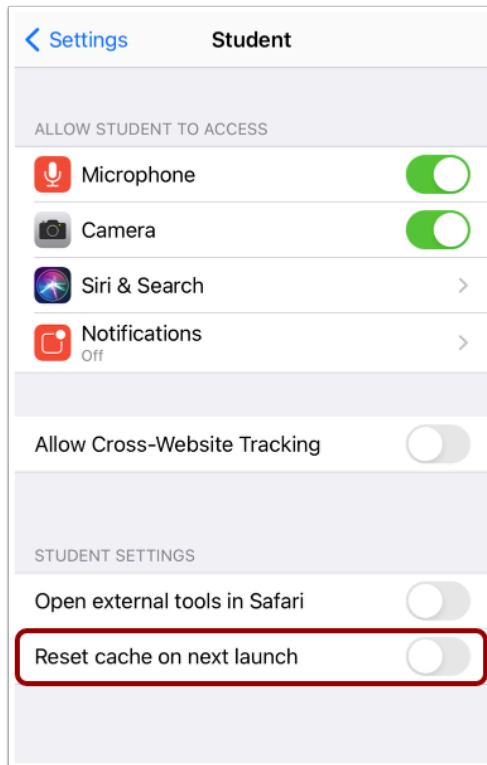 Settings
Student
ALLOW STUDENT TO ACCESS
Microphone
Camera
Siri & Search
Notifications
Off
Allow Cross-Website Tracking
STUDENT SETTINGS
Open external tools in Safari
Reset cache on next launch